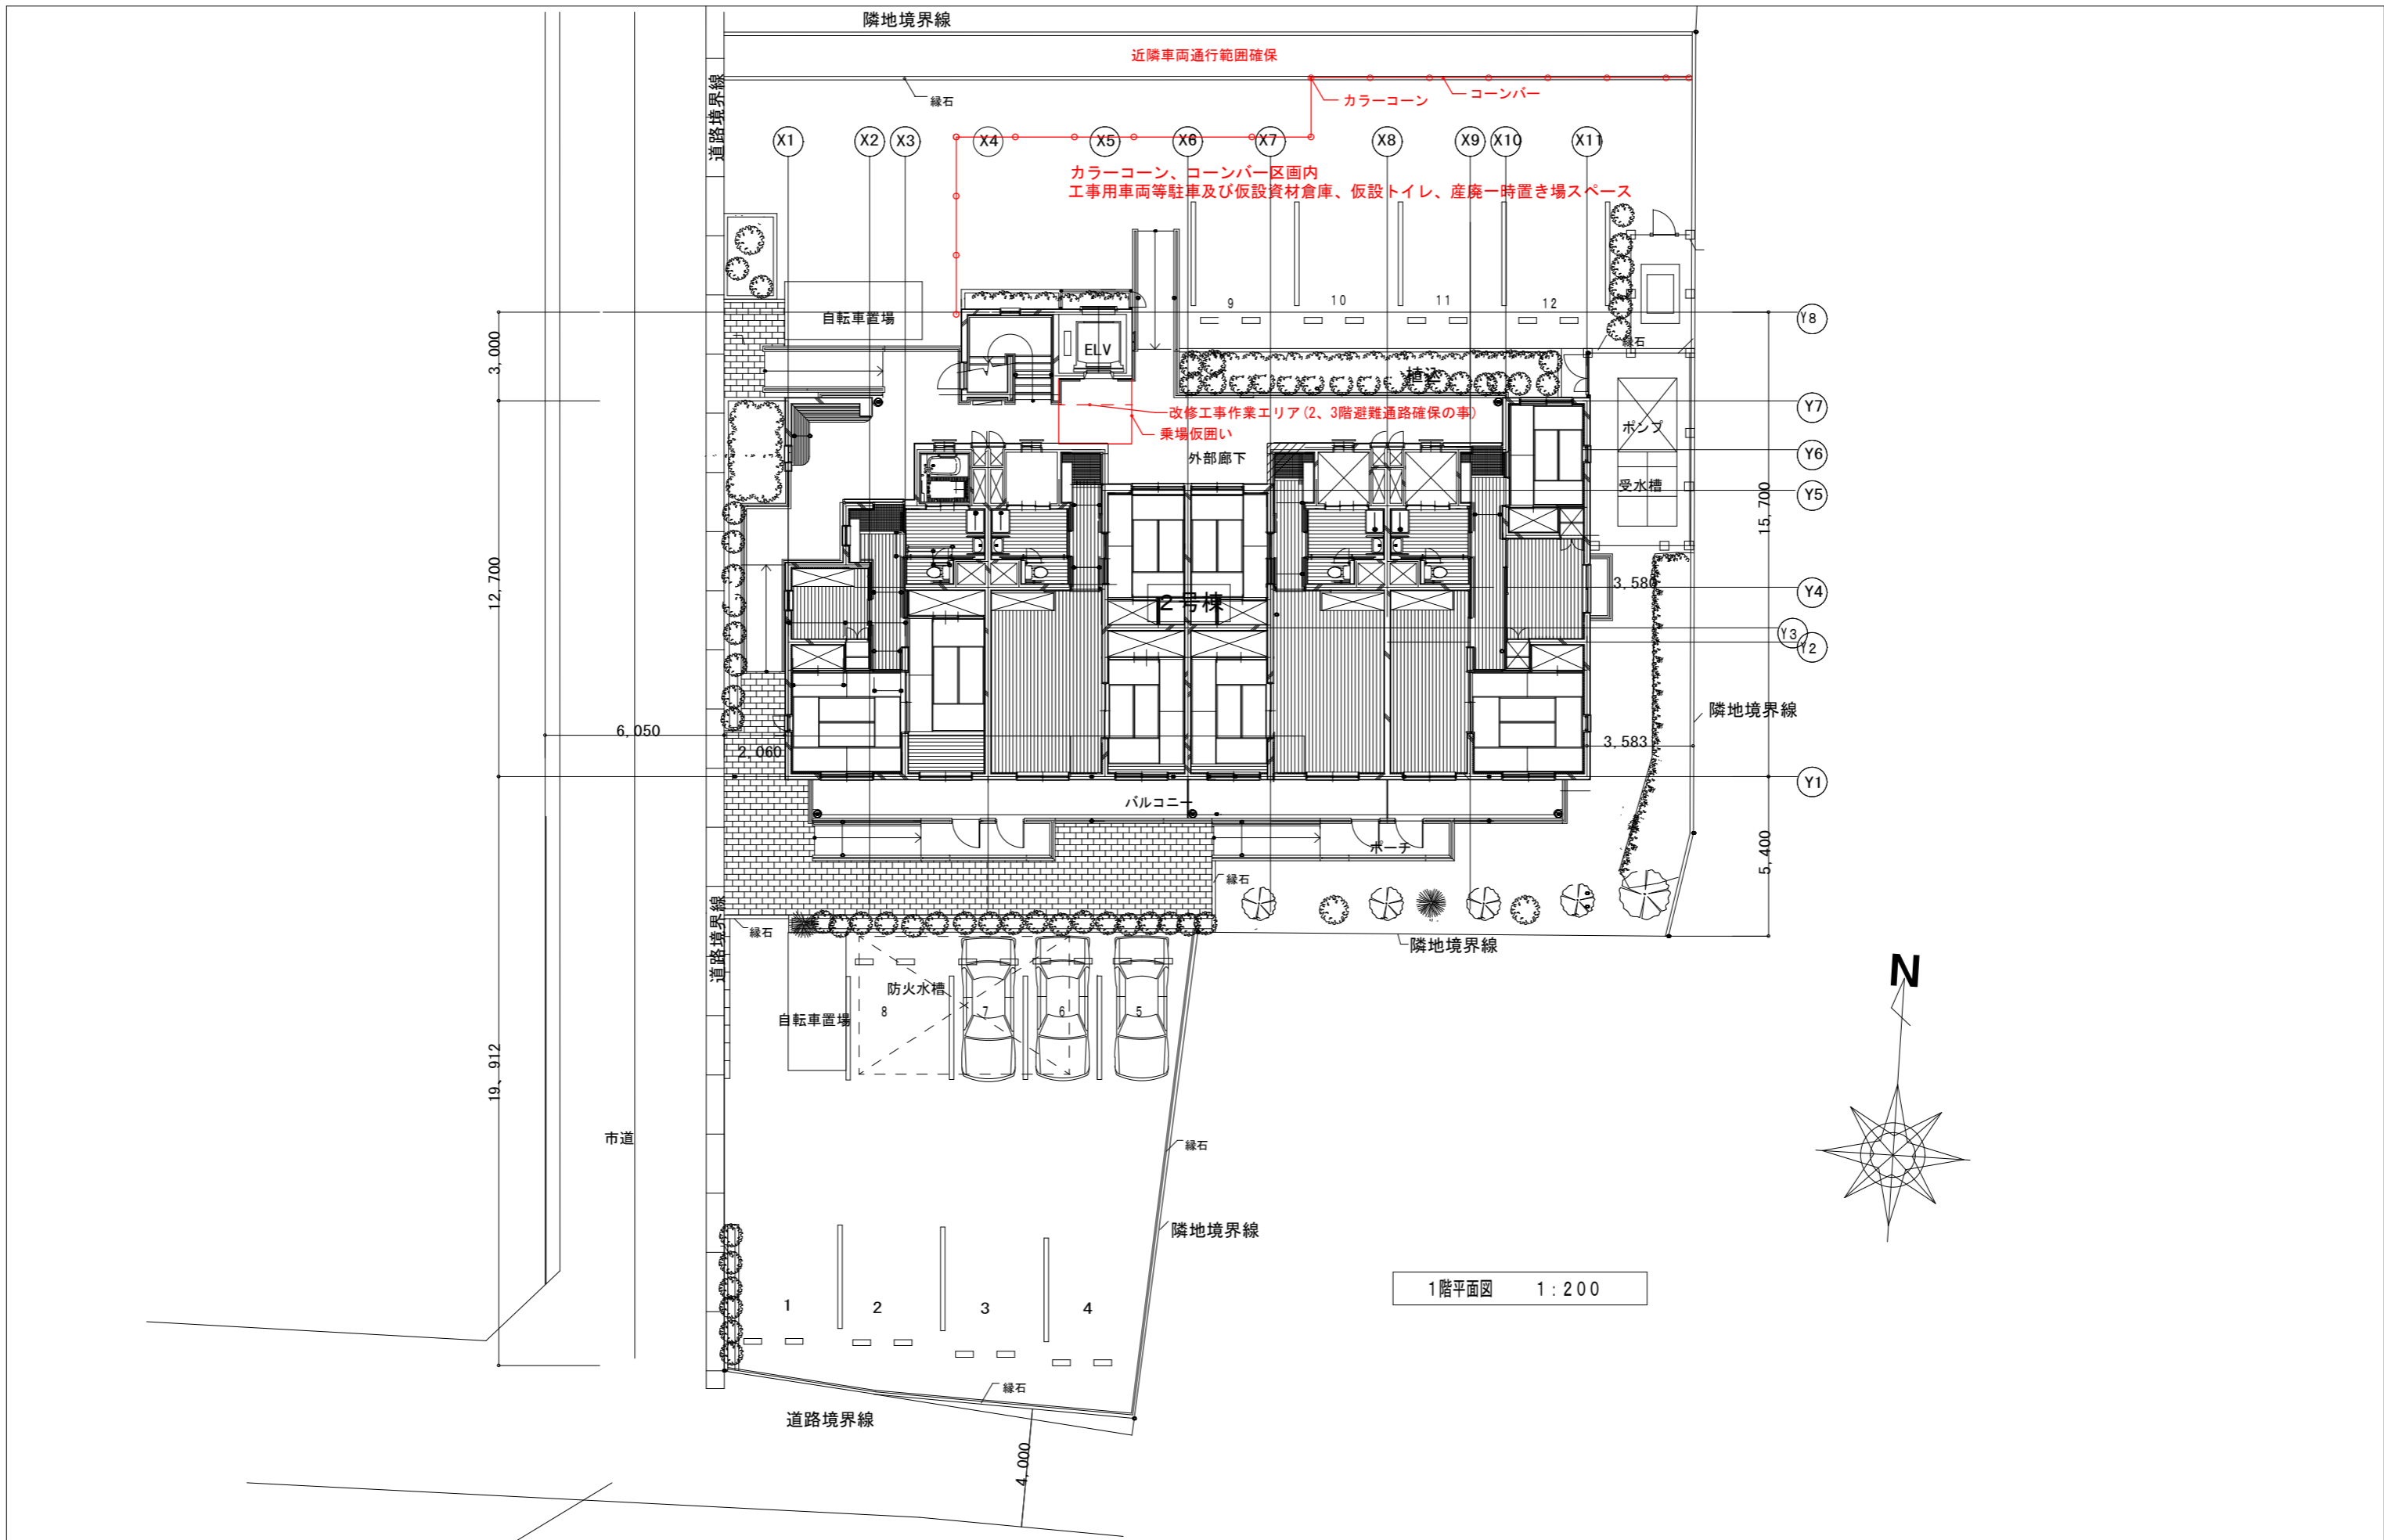 隣地境界線
近隣車両通行範囲確保
道路境界線
縁石
カラーコーン
コーンバー
X1
X2
X3
X4
X5
X6
X7
X8
X9
X10
X11
カラーコーン、コーンバー区画内
工事用車両等駐車及び仮設資材倉庫、仮設トイレ、産廃一時置き場スペース
9
10
11
12
自転車置場
Y8
ELV
縁石
3,000
植込
改修工事作業エリア(2、3階避難通路確保の事)
Y7
ポンプ
乗場仮囲い
外部廊下
Y6
受水槽
Y5
15,700
12,700
3,580
Y4
2号棟
Y3
Y2
隣地境界線
6,050
2,060
3,583
Y1
バルコニー
ポーチ
5,400
縁石
道路境界線
縁石
隣地境界線
N
防火水槽
自転車置場
8
7
6
5
19、912
市道
縁石
隣地境界線
1階平面図 1:200
1
2
3
4
縁石
道路境界線
4,000